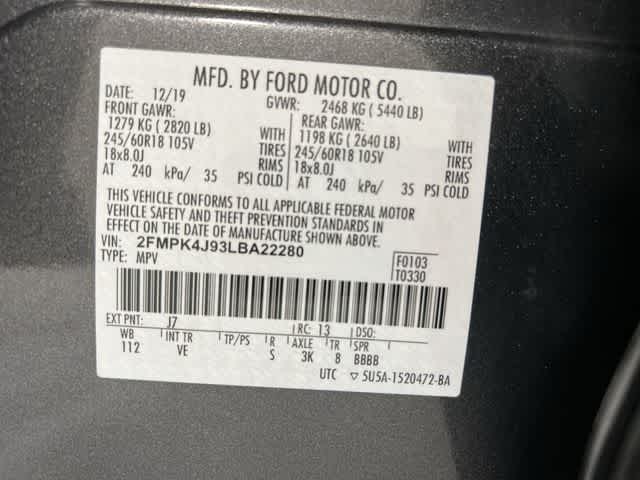 MFD. BY FORD MOTOR CO.
DATE: 12/19 GVWR: 2468 KG (5440 LB)
FRONT GAWR: REAR GAWR:
1279 KG (2820 LB) WITH 1198 KG (2640 LB) WITH
245/60R18 105V TIRES 245/60R18 105V TIRES
18x8.0J RIMS 18x8.0J RIMS
AT 240 kPa/ 35 PSI COLD AT 240 kPa/ 35 PSI COLD
THIS VEHICLE CONFORMS TO ALL APPLICABLE FEDERAL MOTOR
VEHICLE SAFETY AND THEFT PREVENTION STANDARDS IN
EFFECT ON THE DATE OF MANUFACTURE SHOWN ABOVE.
VIN: 2FMPK4J93LBA22280 F0103
TYPE: MPV T0330
EXT PNT: J7 RC: 13 DSO:
WB INT TR TP/PS R AXLE TR SPR
112 VE S 3K 8 BBBB
UTC ▽ 5U5A-1520472-BA